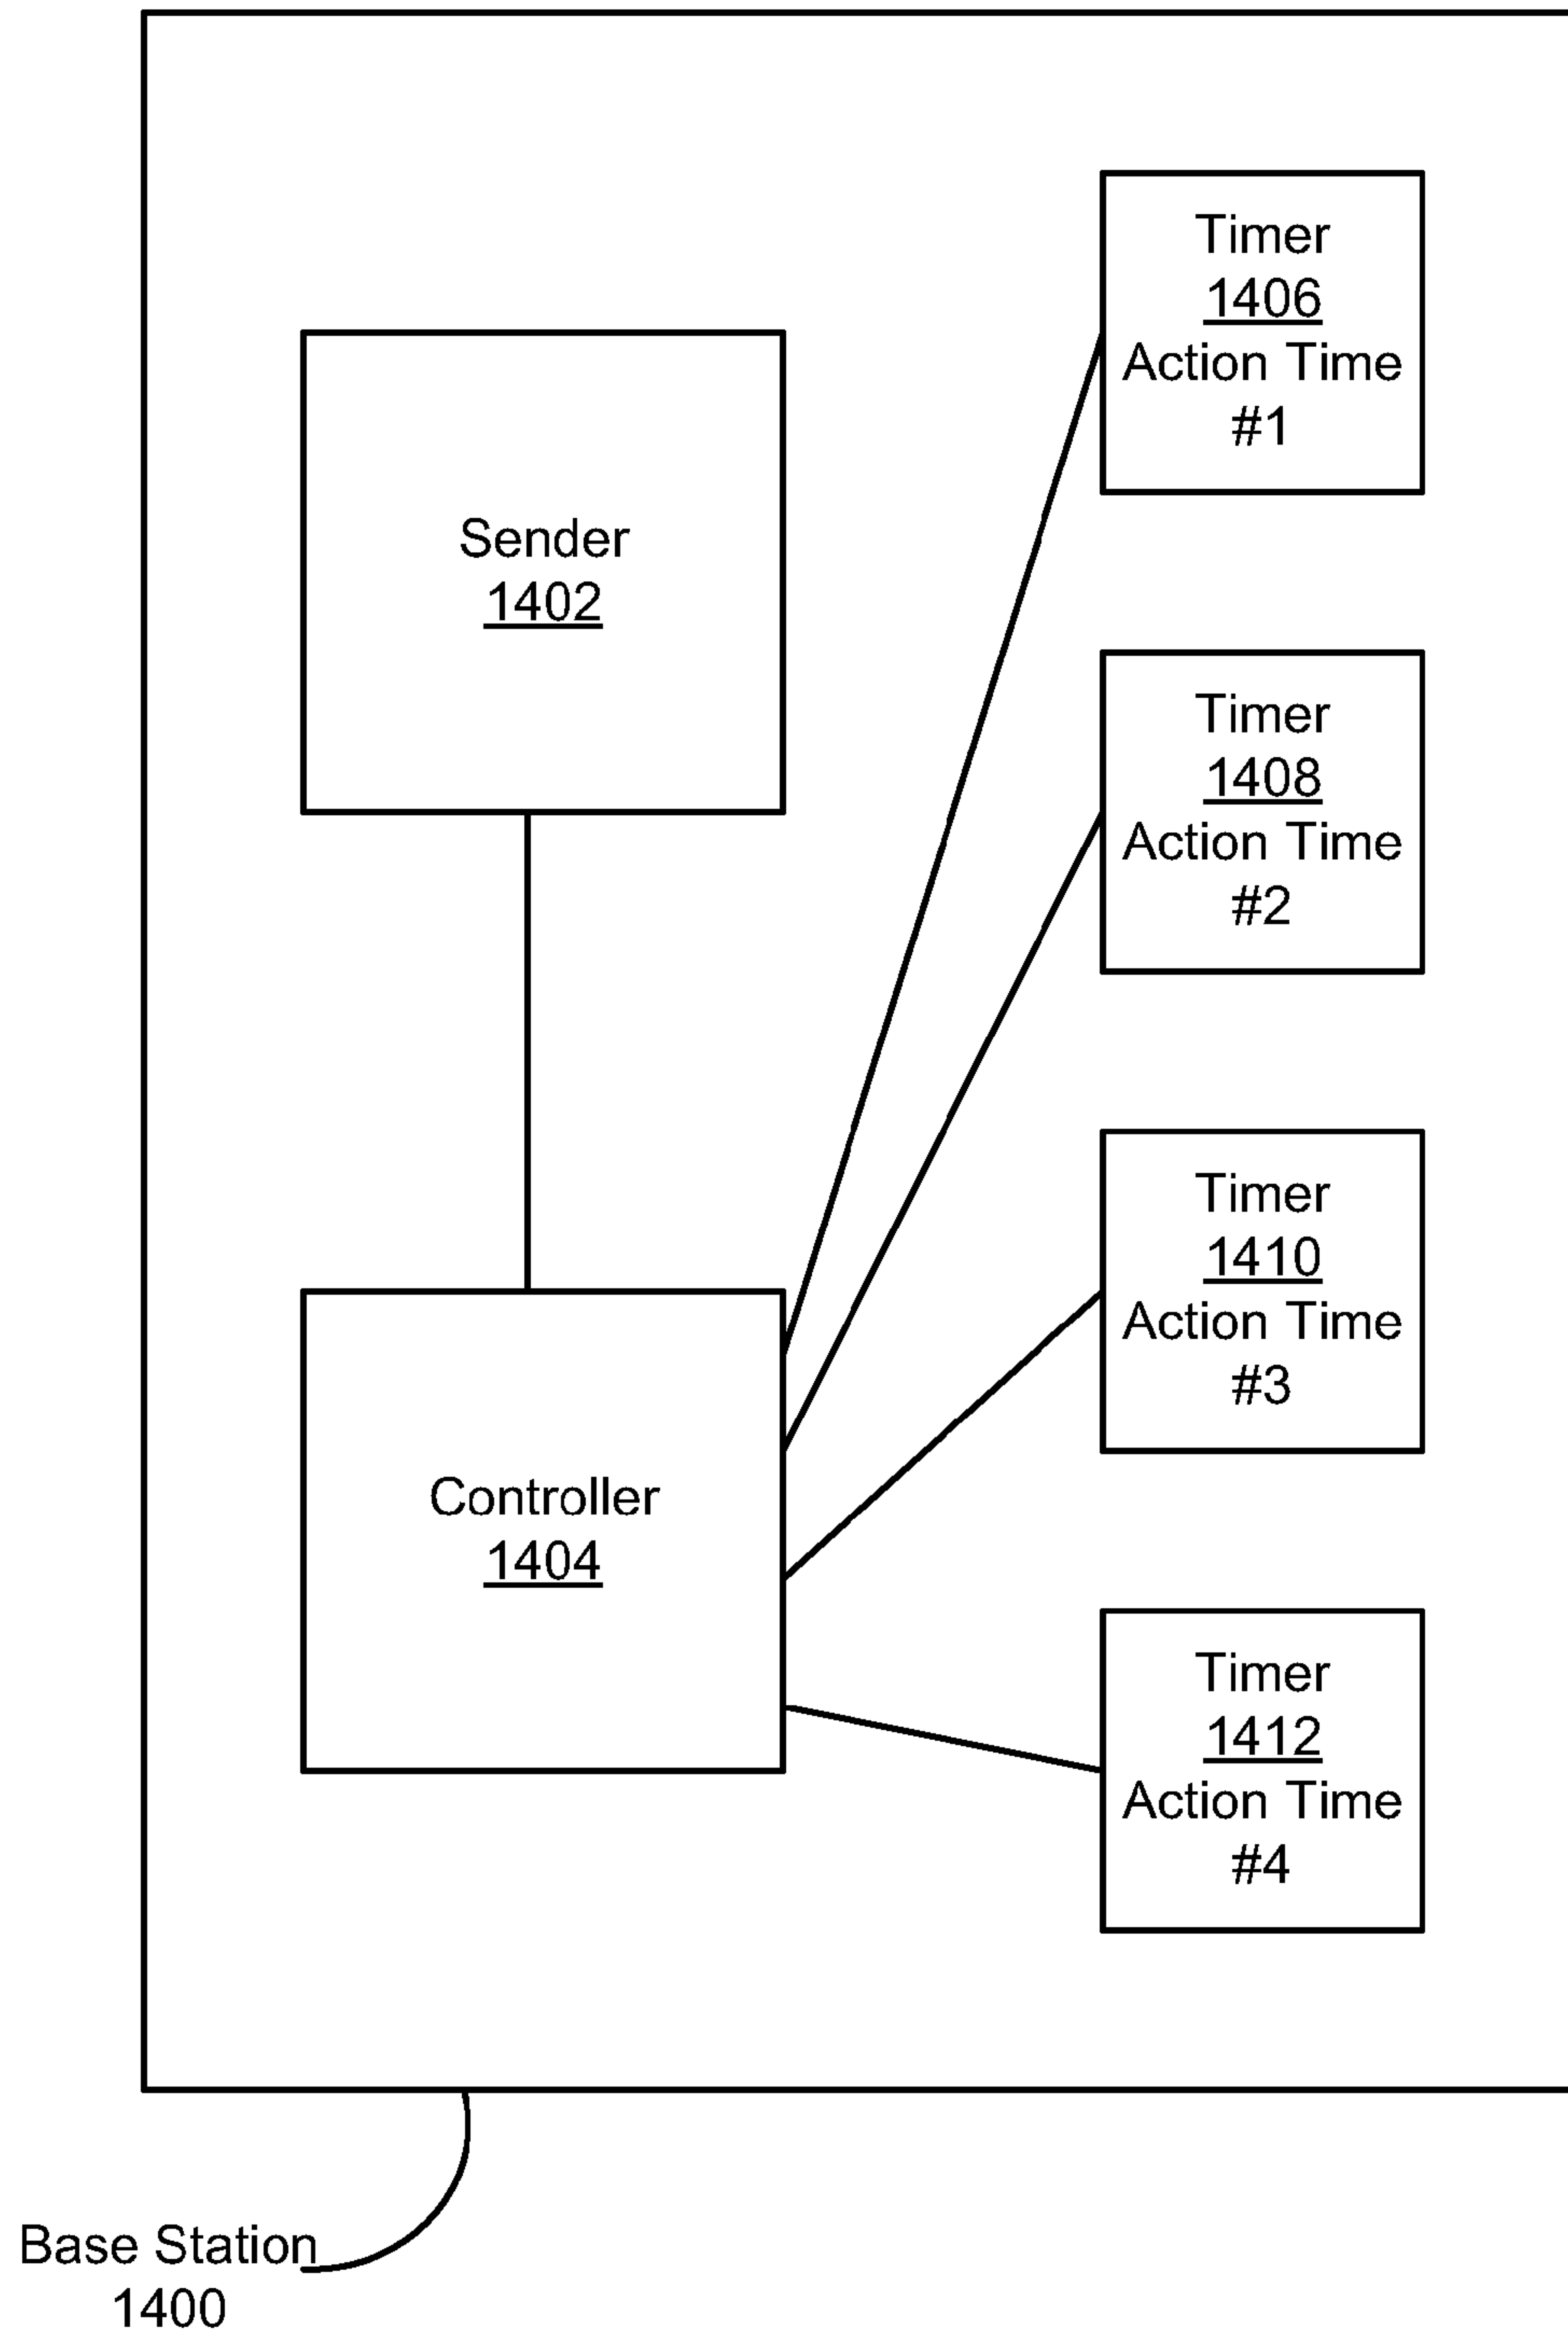 Timer
1406
Action Time
#1
Sender
1402
Timer
1408
Action Time
#2
Timer
1410
Action Time
#3
Controller
1404
Timer
1412
Action Time
#4
Base Station
1400